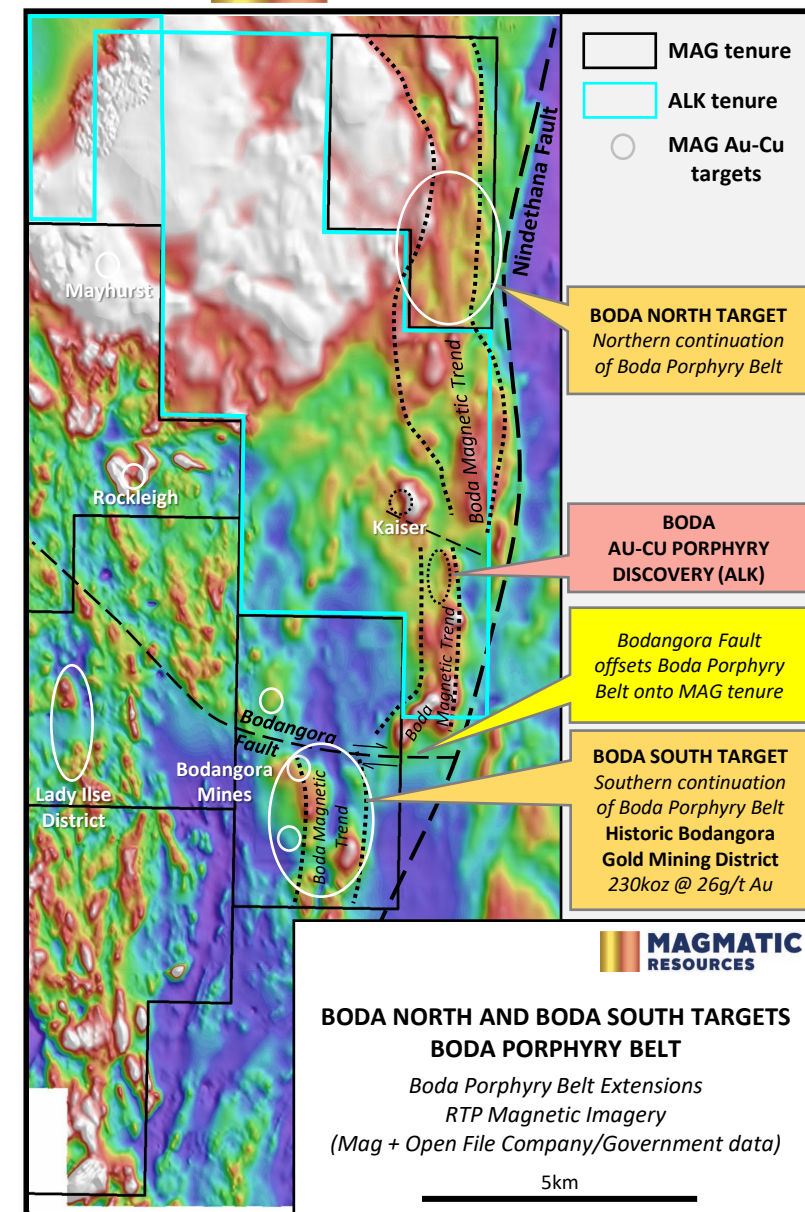 MAG tenure
ALK tenure
MAG Au-Cu
targets
Nindethana Fault
Mayhurst
BODA NORTH TARGET
Northern continuation
of Boda Porphyry Belt
Boda Magnetic Trend
Rockleigh
Kaiser
BODA
AU-CU PORPHYRY
DISCOVERY (ALK)
Boda
Magnetic Trend
Bodangora Fault
offsets Boda Porphyry
Belt onto MAG tenure
Bodangora
Fault
Bodangora
Mines
Lady Ilse
District
Boda Magnetic
Trend
BODA SOUTH TARGET
Southern continuation
of Boda Porphyry Belt
Historic Bodangora
Gold Mining District
230koz @ 26g/t Au
MAGMATIC
RESOURCES
BODA NORTH AND BODA SOUTH TARGETS
BODA PORPHYRY BELT
Boda Porphyry Belt Extensions
RTP Magnetic Imagery
(Mag + Open File Company/Government data)
5km